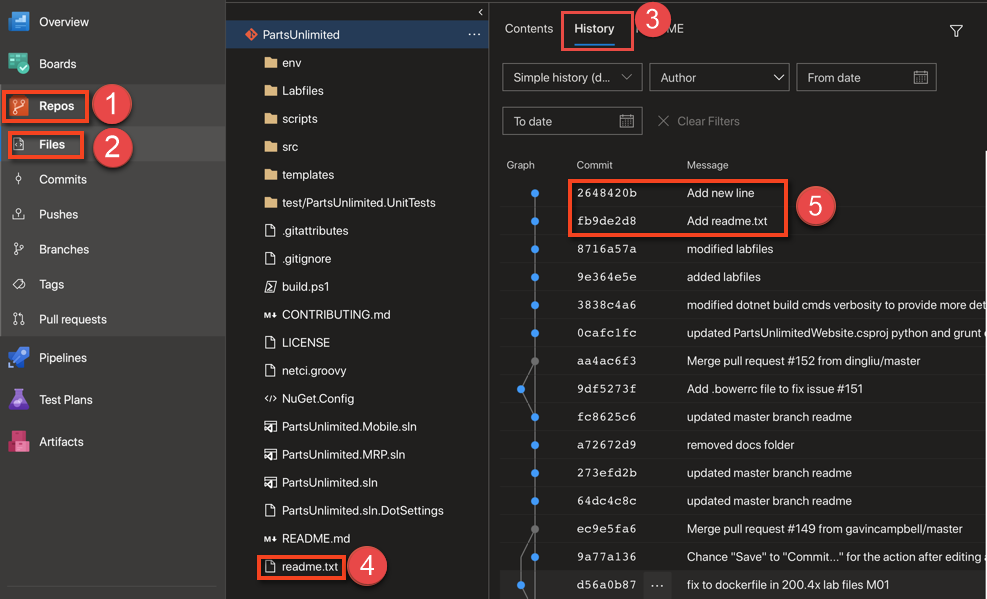 Overview
Boards
Repos
1
Files
2
Commits
Pushes
Branches
Tags
Pull requests
Pipelines
Test Plans
Artifacts
PartsUnlimited
env
Labfiles
scripts
src
templates
test/PartsUnlimited.UnitTests
.gitattributes
.gitignore
build.ps1
M↓ CONTRIBUTING.md
LICENSE
netci.groovy
NuGet.Config
PartsUnlimited.Mobile.sln
PartsUnlimited.MRP.sln
PartsUnlimited.sln
PartsUnlimited.sln.DotSettings
M↓ README.md
readme.txt
4
Contents History ME
3
Simple history (d... Author From date
To date Clear Filters
Graph Commit Message
2648420b Add new line
fb9de2d8 Add readme.txt
5
8716a57a modified labfiles
9e364e5e added labfiles
3838c4a6 modified dotnet build cmds verbosity to provide more det
0cafc1fc updated PartsUnlimitedWebsite.csproj python and grunt
aa4ac6f3 Merge pull request #152 from dingliu/master
9df5273f Add .bowerrc file to fix issue #151
fc8625c6 updated master branch readme
a72672d9 removed docs folder
273efd2b updated master branch readme
64dc4c8c updated master branch readme
ec9e5fa6 Merge pull request #149 from gavincampbell/master
9a77a136 Chance "Save" to "Commit..." for the action after editing
d56a0b87 ... fix to dockerfile in 200.4x lab files M01